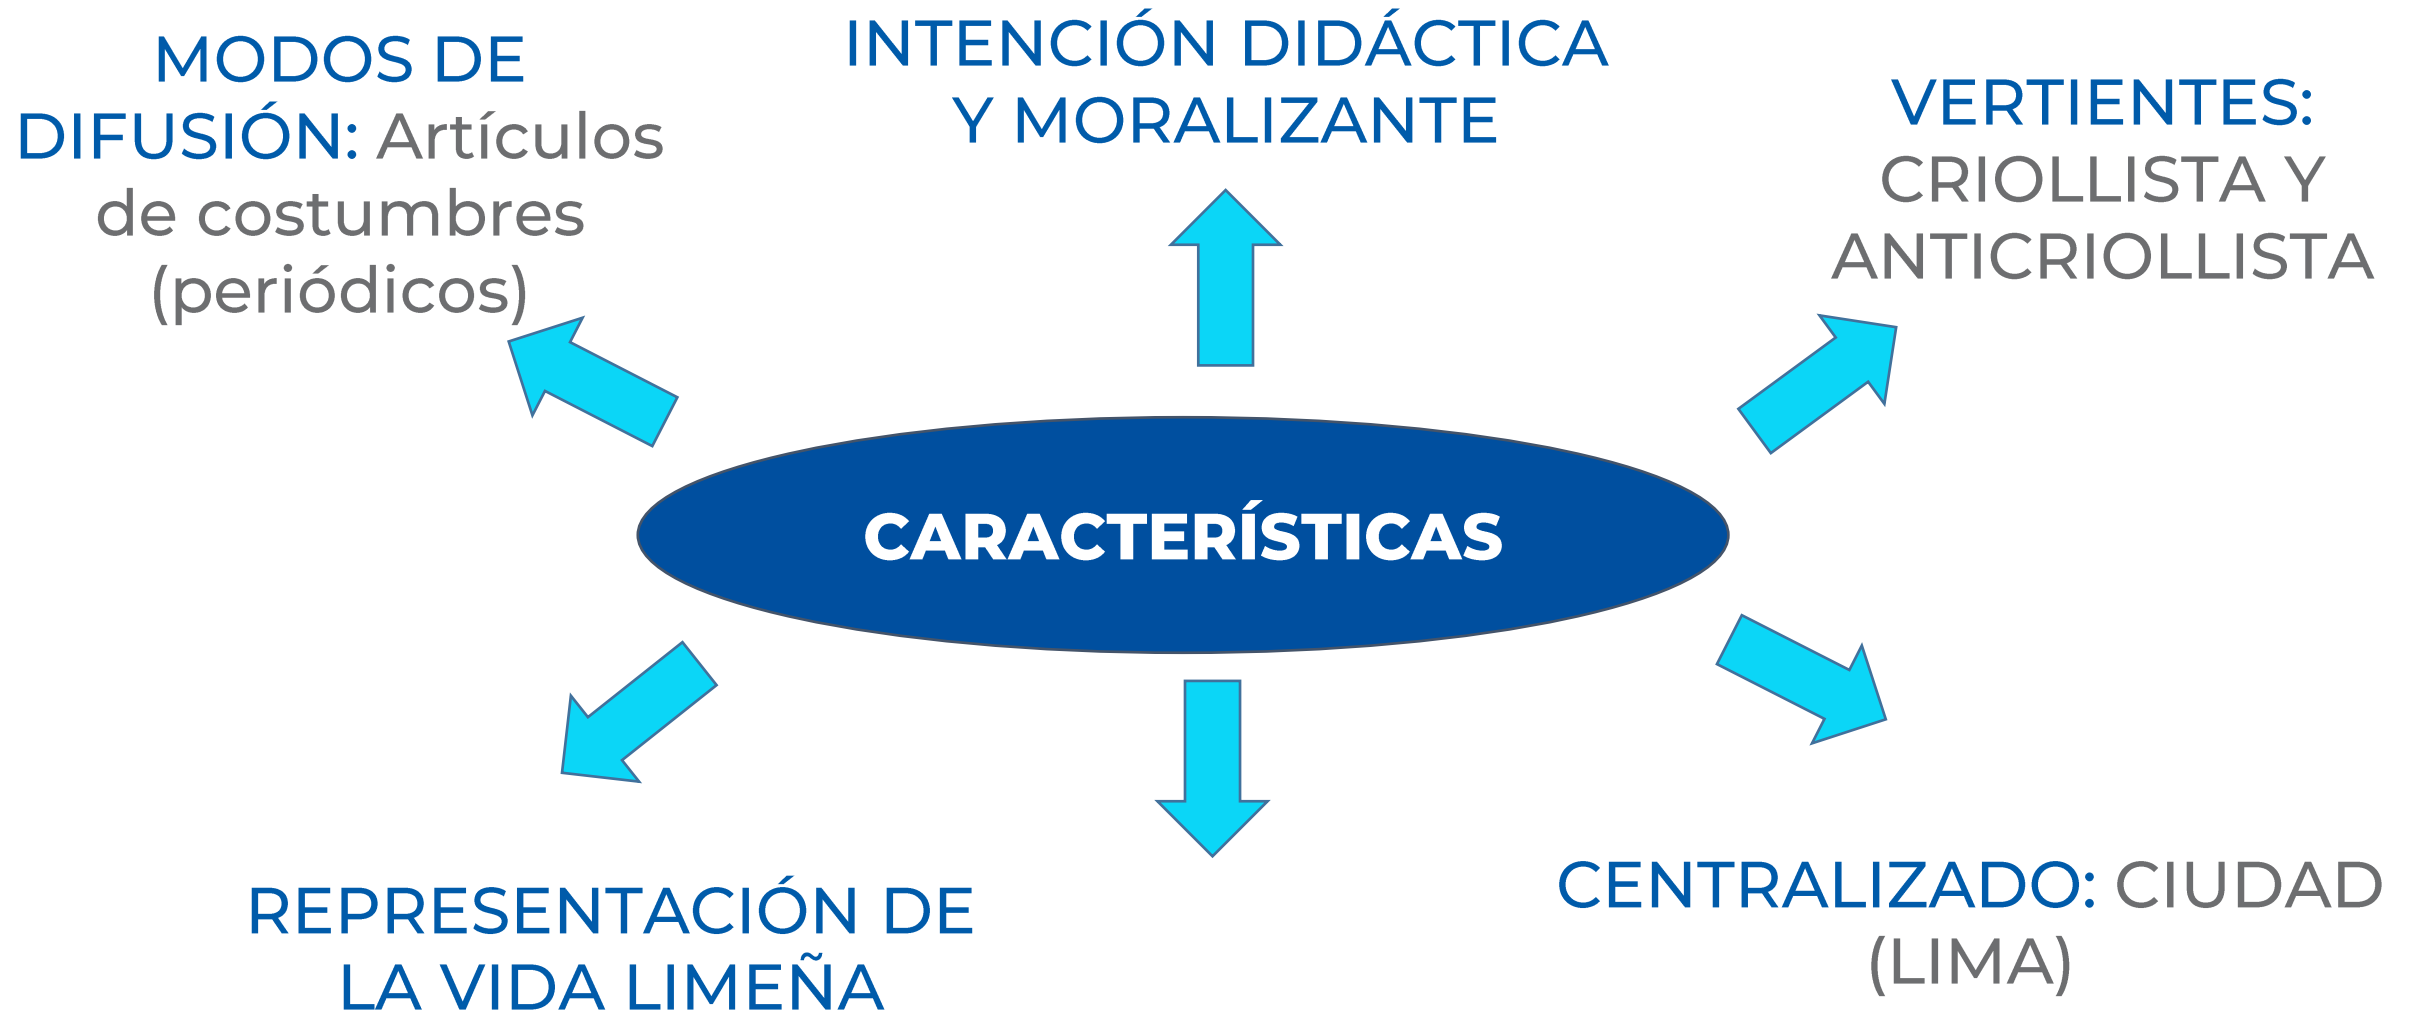 MODOS DE
DIFUSIÓN: Artículos
de costumbres
(periódicos)
INTENCIÓN DIDÁCTICA
Y MORALIZANTE
VERTIENTES:
CRIOLLISTA Y
ANTICRIOLLISTA
CARACTERÍSTICAS
REPRESENTACIÓN DE
LA VIDA LIMEÑA
CENTRALIZADO: CIUDAD
(LIMA)